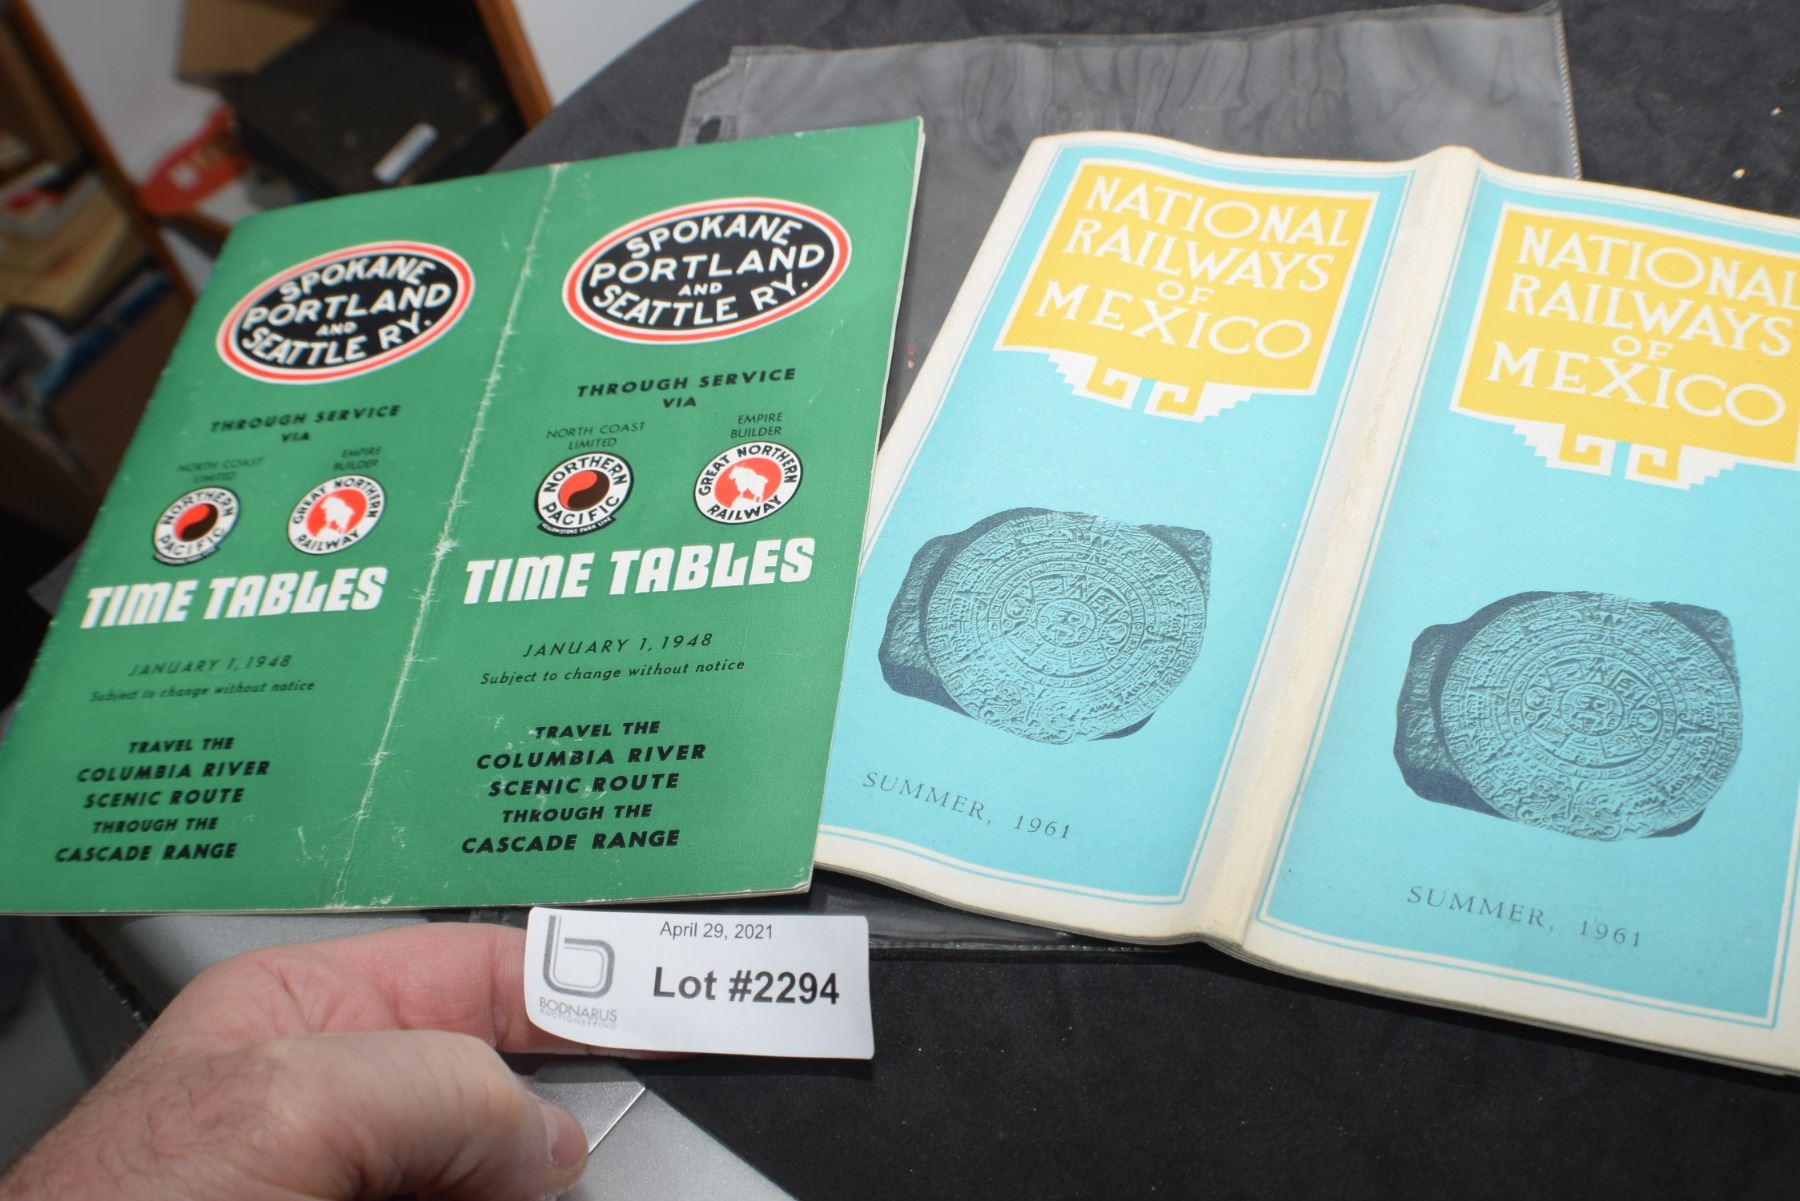 SPOKANE
PORTLAND
AND
SEATTLE RY.
THROUGH SERVICE
VIA
NORTH COAST
LIMITED
EMPIRE
BUILDER
NORTHERN
PACIFIC
GREAT NORTHERN
RAILWAY
TIME TABLES
JANUARY 1, 1948
Subject to change without notice
TRAVEL THE
COLUMBIA RIVER
SCENIC ROUTE
THROUGH THE
CASCADE RANGE
SPOKANE
PORTLAND
AND
SEATTLE RY.
THROUGH SERVICE
VIA
NORTH COAST
LIMITED
EMPIRE
BUILDER
NORTHERN
PACIFIC
YELLOWSTONE PARK LINE
GREAT NORTHERN
RAILWAY
TIME TABLES
JANUARY 1, 1948
Subject to change without notice
TRAVEL THE
COLUMBIA RIVER
SCENIC ROUTE
THROUGH THE
CASCADE RANGE
NATIONAL
RAILWAYS
OF
MEXICO
SUMMER, 1961
NATIONAL
RAILWAYS
OF
MEXICO
SUMMER, 1961
April 29, 2021
Lot #2294
BODNARUS
AUCTIONEERING